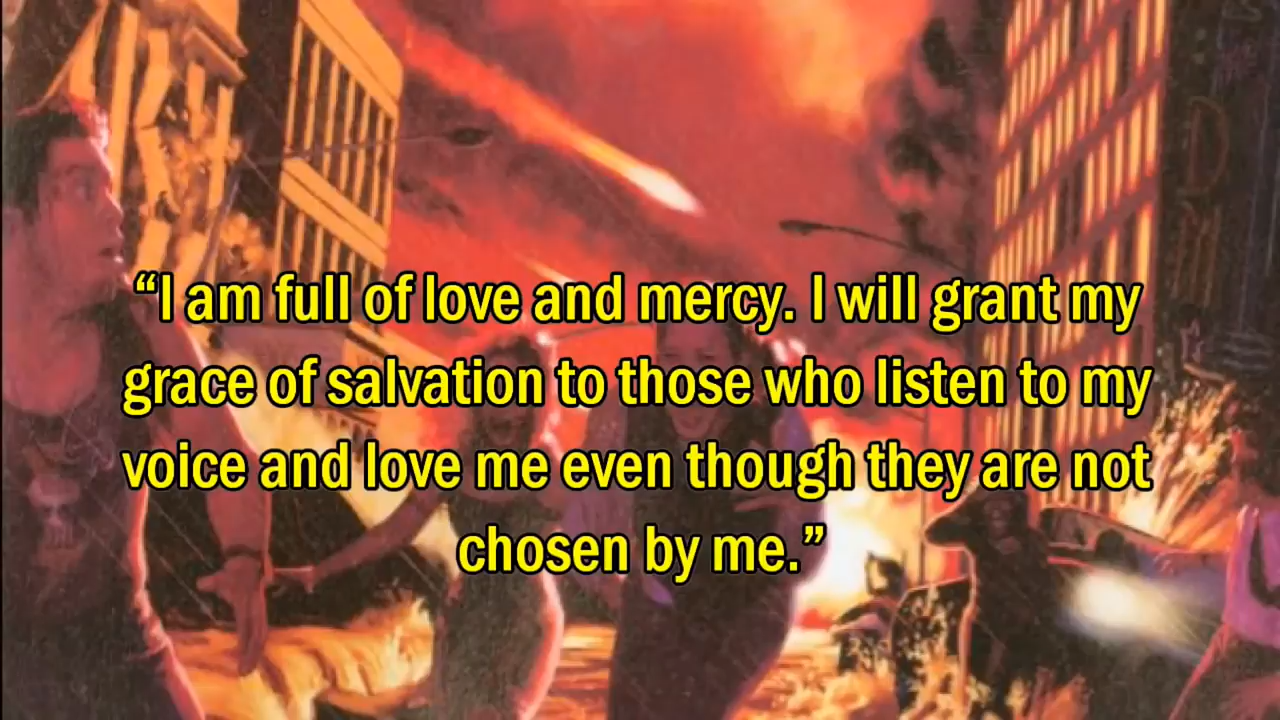 “I am full of love and mercy. I will grant my
grace of salvation to those who listen to my
voice and love me even though they are not
chosen by me.”